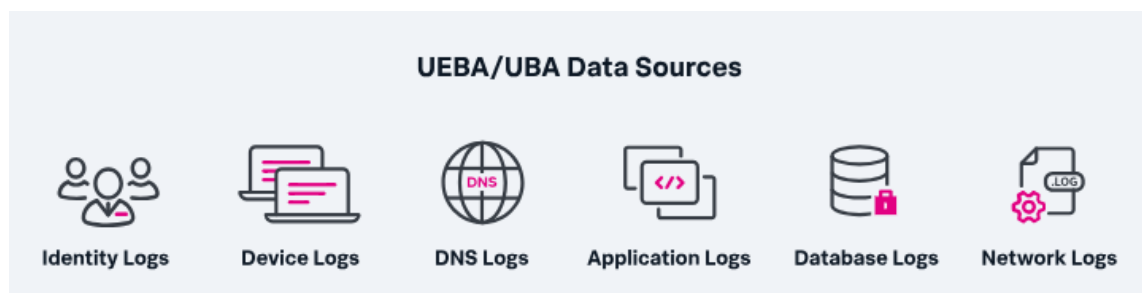 UEBA/UBA Data Sources
DNS
</>
.LOG
Identity Logs
Device Logs
DNS Logs
Application Logs
Database Logs
Network Logs